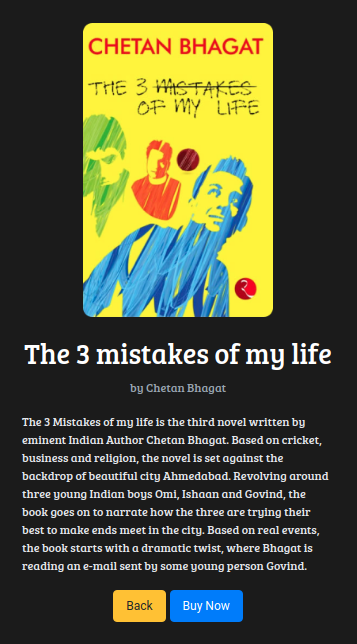 CHETAN BHAGAT
THE 3 MISTAKES
OF MY LIFE
The 3 mistakes of my life
by Chetan Bhagat
The 3 Mistakes of my life is the third novel written by
eminent Indian Author Chetan Bhagat. Based on cricket,
business and religion, the novel is set against the
backdrop of beautiful city Ahmedabad. Revolving around
three young Indian boys Omi, Ishaan and Govind, the
book goes on to narrate how the three are trying their
best to make ends meet in the city. Based on real events,
the book starts with a dramatic twist, where Bhagat is
reading an e-mail sent by some young person Govind.
Back
Buy Now